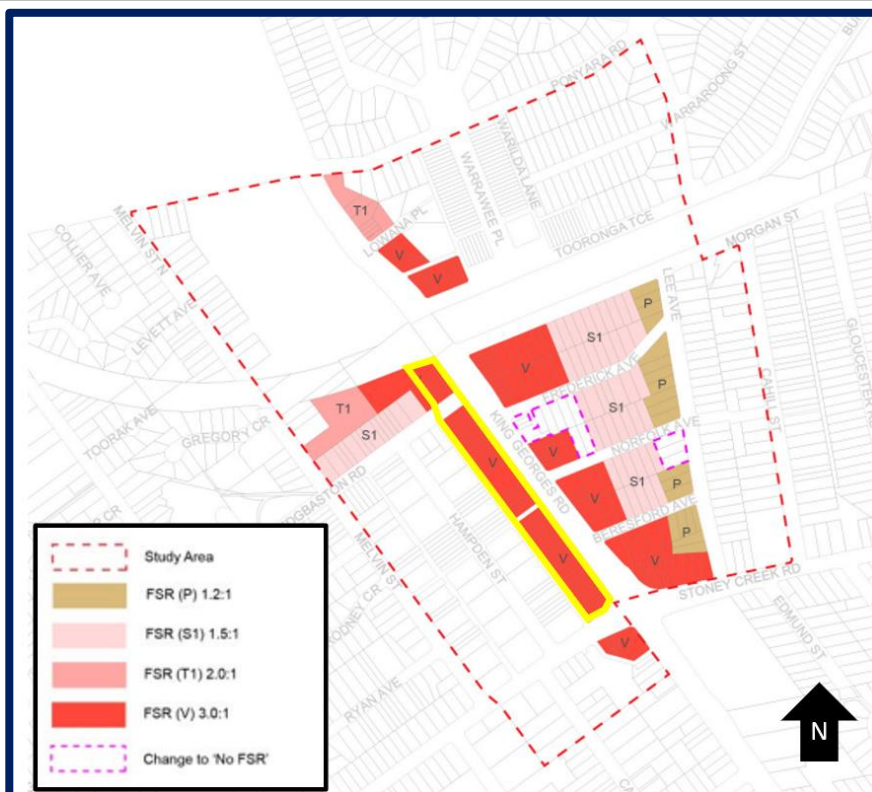 PONYARA RD
WARRAROONG ST
WARILDA LANE
WARRAWEE PL
T1
LOWANA PL
V
V
TOORONGA TCE
MELVIN ST N
COLLIER AVE
LEVETT AVE
MORGAN ST
LEE AVE
P
S1
V
FREDERICK AVE
P
CAHILL ST
T1
S1
GREGORY CR
TOORAK AVE
KING GEORGES RD
S1
NORFOLK AVE
V
V
S1
P
V
BERESFORD AVE
P
V
HAMPDEN ST
MELVIN ST
V
STONEY CREEK RD
EDMUND ST
V
RYAN AVE
Study Area
FSR (P) 1.2:1
FSR (S1) 1.5:1
FSR (T1) 2.0:1
FSR (V) 3.0:1
Change to 'No FSR'
N